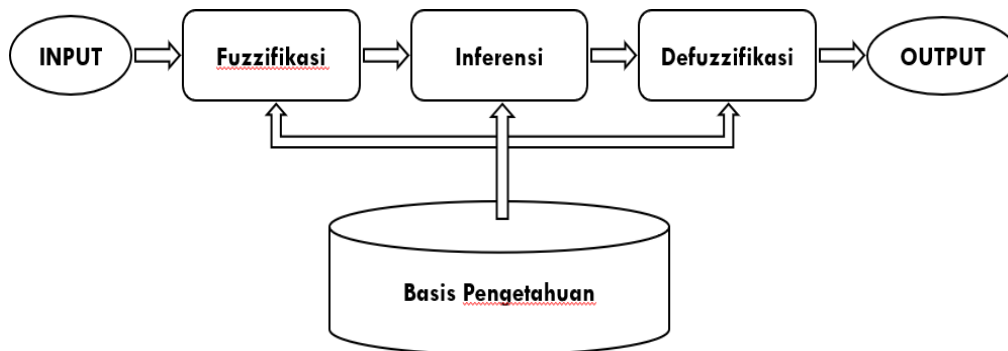 INPUT
Fuzzifikasi
Inferensi
Defuzzifikasi
OUTPUT
Basis Pengetahuan